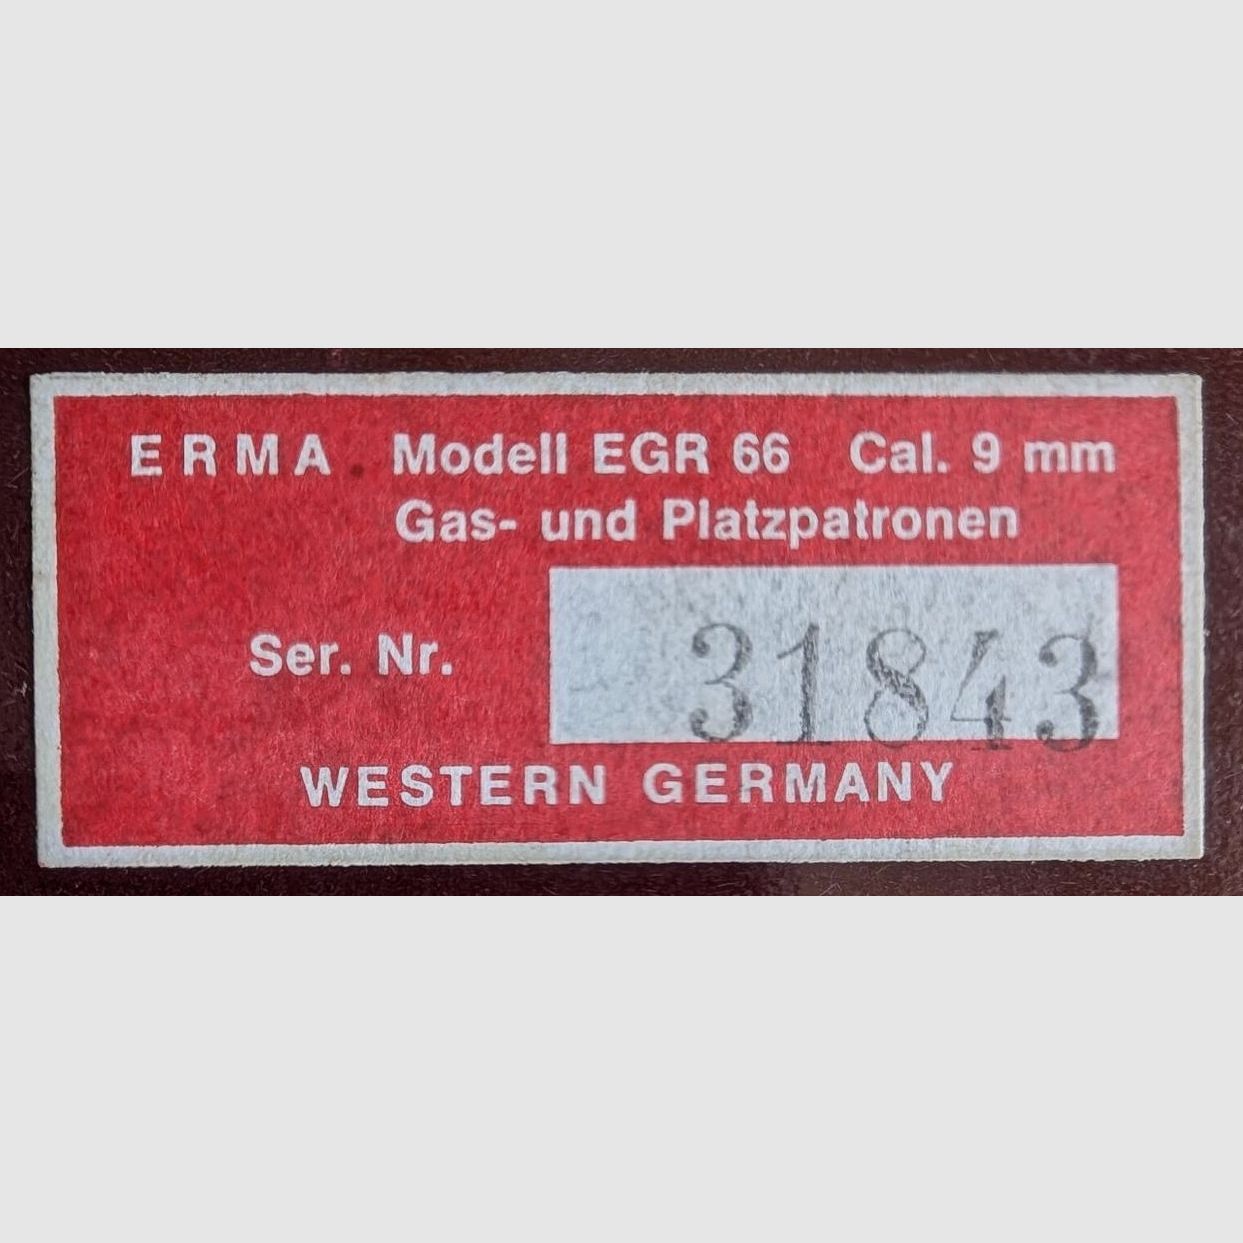 ERMA Modell EGR 66 Cal. 9 mm
Gas- und Platzpatronen
Ser. Nr. 31843
WESTERN GERMANY